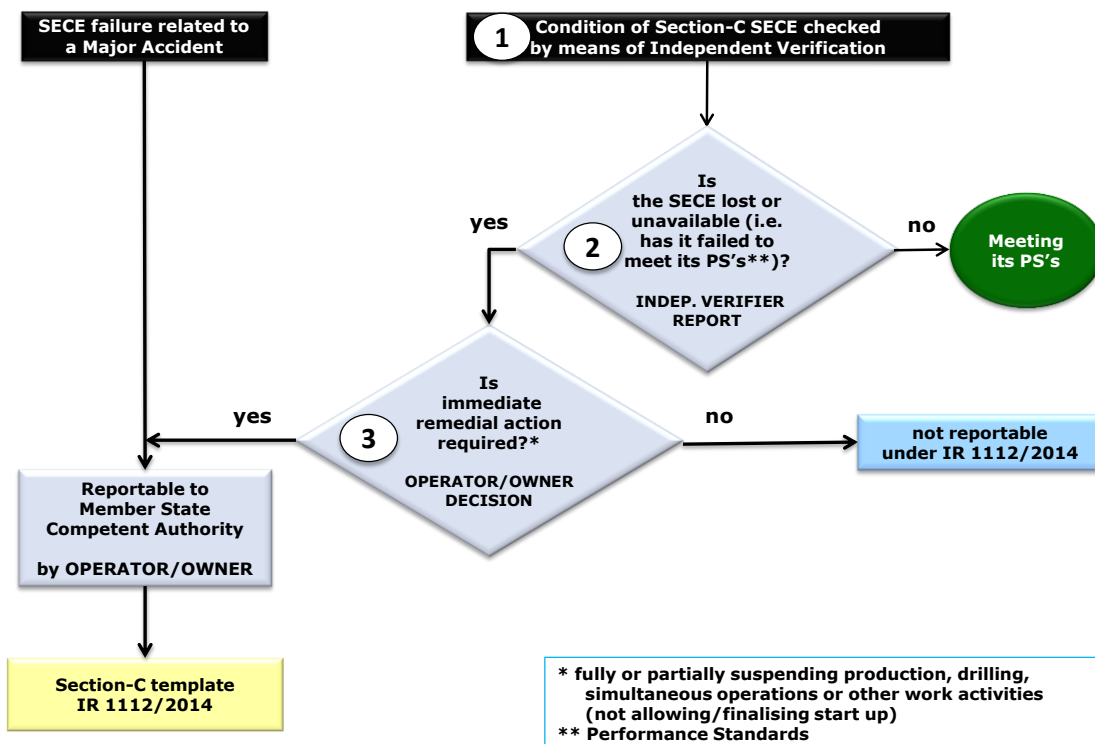 SECE failure related to
a Major Accident
1
Condition of Section-C SECE checked
by means of Independent Verification
Is
the SECE lost or
unavailable (i.e.
has it failed to
meet its PS’s**)?
INDEP. VERIFIER
REPORT
2
yes
no
Meeting
its PS’s
Is
immediate
remedial action
required?*
OPERATOR/OWNER
DECISION
3
yes
no
not reportable
under IR 1112/2014
Reportable to
Member State
Competent Authority
by OPERATOR/OWNER
Section-C template
IR 1112/2014
* fully or partially suspending production, drilling,
simultaneous operations or other work activities
(not allowing/finalising start up)
** Performance Standards